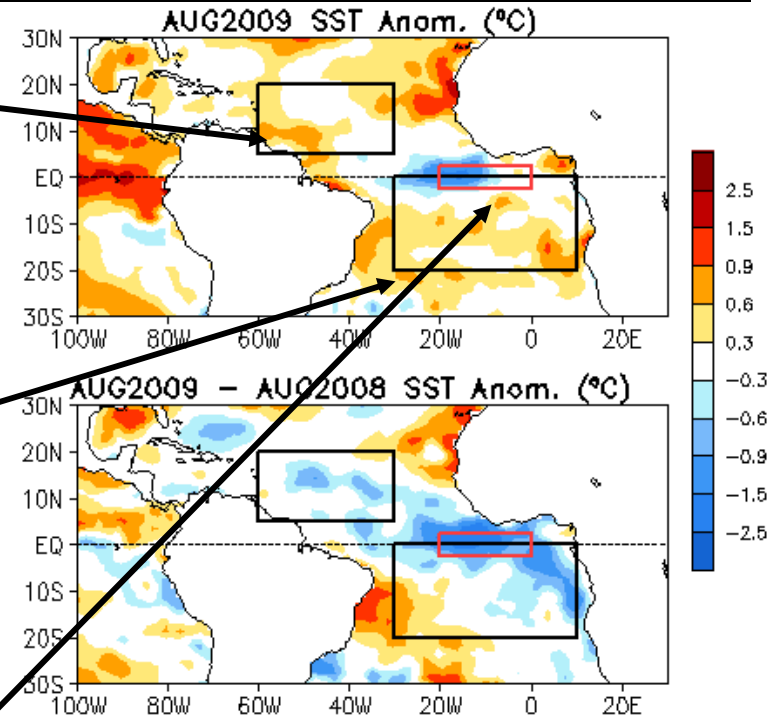 AUG2009 SST Anom. (ºC)
30N
20N
10N
EQ
10S
20S
30S
100W 80W 60W 40W 20W 0 20E
2.5
1.5
0.9
0.6
0.3
-0.3
-0.6
-0.9
-1.5
-2.5
AUG2009 - AUG2008 SST Anom. (ºC)
30N
20N
10N
EQ
10S
20S
30S
100W 80W 60W 40W 20W 0 20E